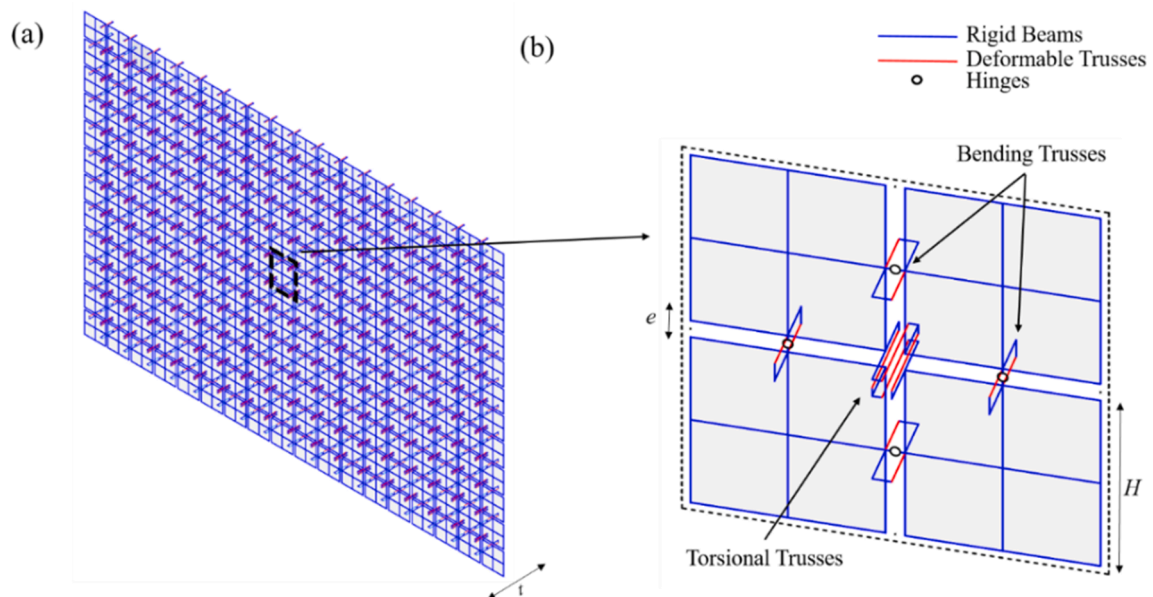 (a)
(b)
Rigid Beams
Deformable Trusses
Hinges
Bending Trusses
e
H
Torsional Trusses
t